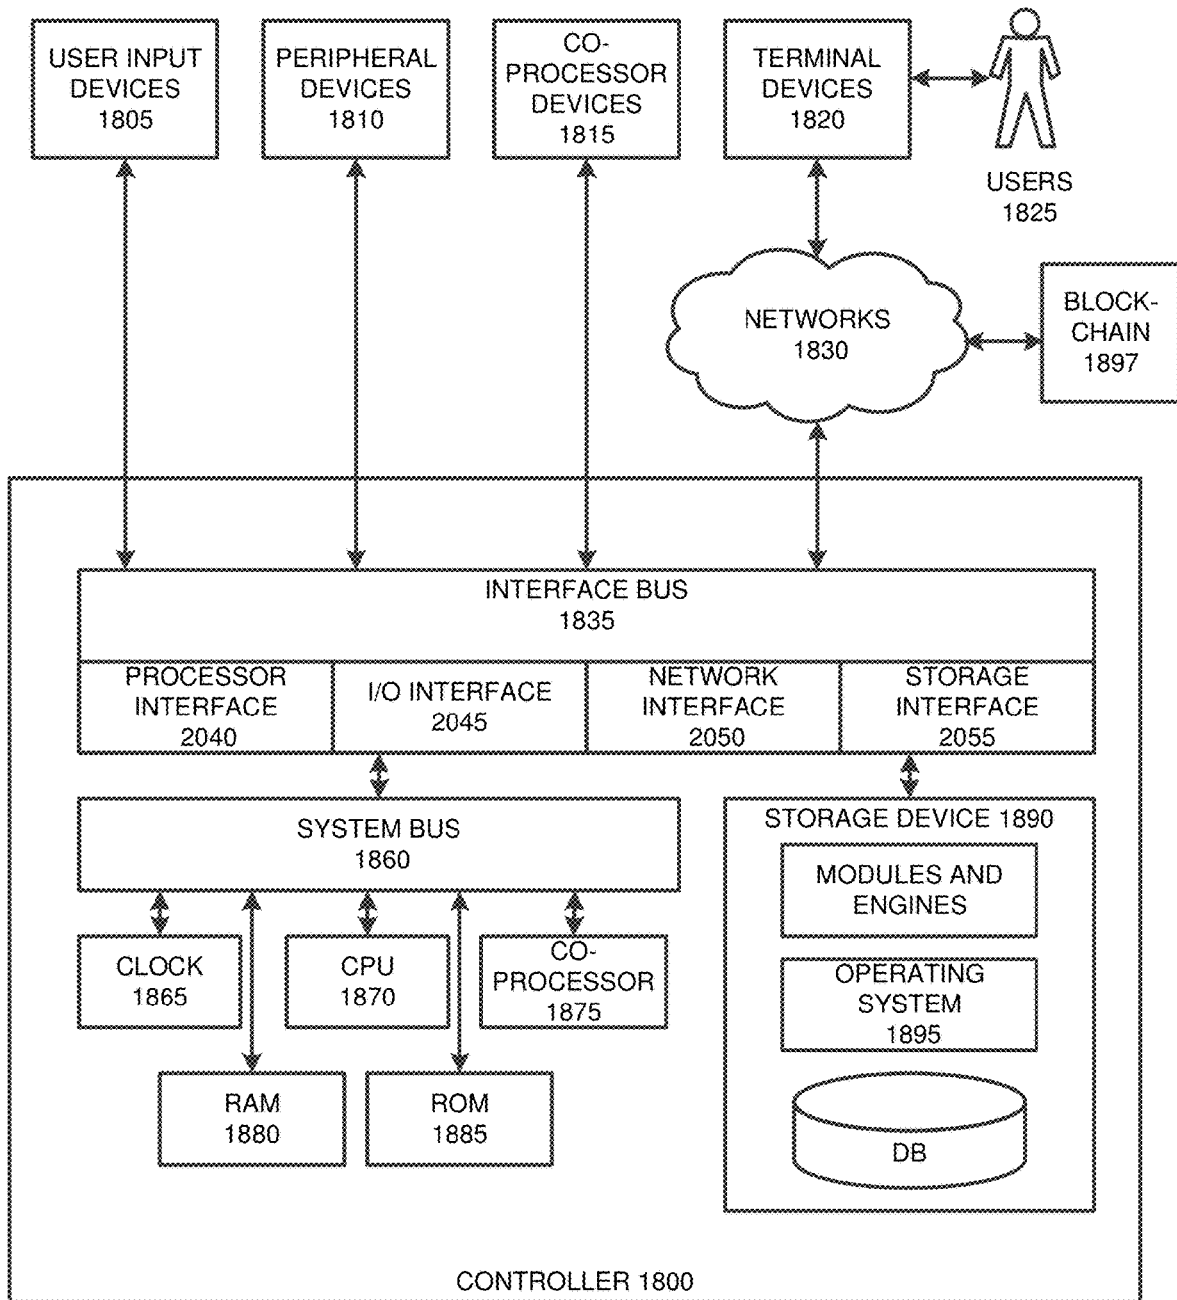 USER INPUT
DEVICES
1805
PERIPHERAL
DEVICES
1810
CO-
PROCESSOR
DEVICES
1815
TERMINAL
DEVICES
1820
USERS
1825
NETWORKS
1830
BLOCK-
CHAIN
1897
INTERFACE BUS
1835
PROCESSOR
INTERFACE
2040
I/O INTERFACE
2045
NETWORK
INTERFACE
2050
STORAGE
INTERFACE
2055
SYSTEM BUS
1860
CLOCK
1865
CPU
1870
CO-
PROCESSOR
1875
RAM
1880
ROM
1885
STORAGE DEVICE 1890
MODULES AND
ENGINES
OPERATING
SYSTEM
1895
DB
CONTROLLER 1800